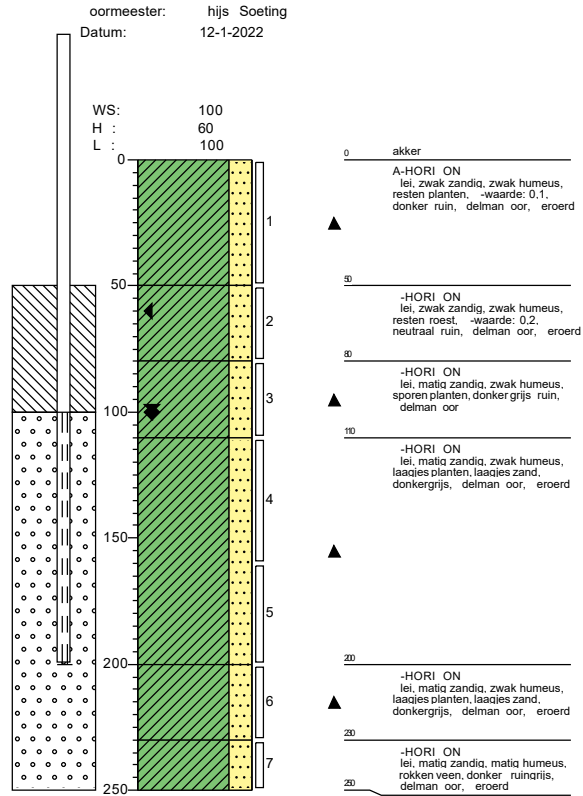 oormeester: hijs Soeting
Datum: 12-1-2022
WS: 100
H : 60
L : 100
0
50
100
150
200
250
1
2
3
4
5
6
7
0 akker
A-HORI ON
lei, zwak zandig, zwak humeus,
resten planten, -waarde: 0,1,
donker ruin, delman oor, eroerd
50
-HORI ON
lei, zwak zandig, zwak humeus,
resten roest, -waarde: 0,2,
neutraal ruin, delman oor, eroerd
80
-HORI ON
lei, matig zandig, zwak humeus,
sporen planten, donker grijs ruin,
delman oor
110
-HORI ON
lei, matig zandig, zwak humeus,
laagjes planten, laagjes zand,
donkergrijs, delman oor, eroerd
200
-HORI ON
lei, matig zandig, zwak humeus,
laagjes planten, laagjes zand,
donkergrijs, delman oor, eroerd
230
-HORI ON
lei, matig zandig, matig humeus,
rokken veen, donker ruingrijs,
delman oor, eroerd
250